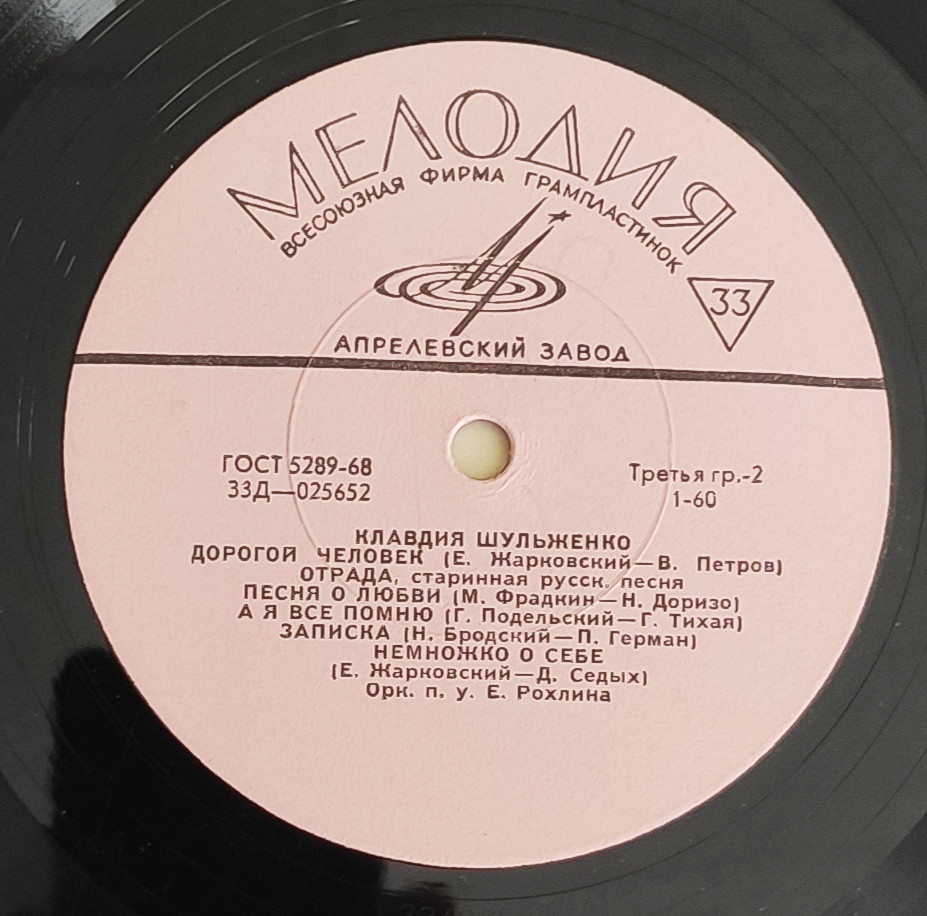 МЕЛОДИЯ
ВСЕСОЮЗНАЯ ФИРМА ГРАМПЛАСТИНОК
33
АПРЕЛЕВСКИЙ ЗАВОД
ГОСТ 5289-68
33Д—025652
Третья гр.-2
1-60
КЛАВДИЯ ШУЛЬЖЕНКО
ДОРОГОЙ ЧЕЛОВЕК (Е. Жарковский—В. Петров)
ОТРАДА, старинная русск. песня
ПЕСНЯ О ЛЮБВИ (М. Фрадкин—Н. Доризо)
А Я ВСЕ ПОМНЮ (Г. Подельский—Г. Тихая)
ЗАПИСКА (Н. Бродский—П. Герман)
НЕМНОЖКО О СЕБЕ
(Е. Жарковский—Д. Седых)
Орк. п. у. Е. Рохлина